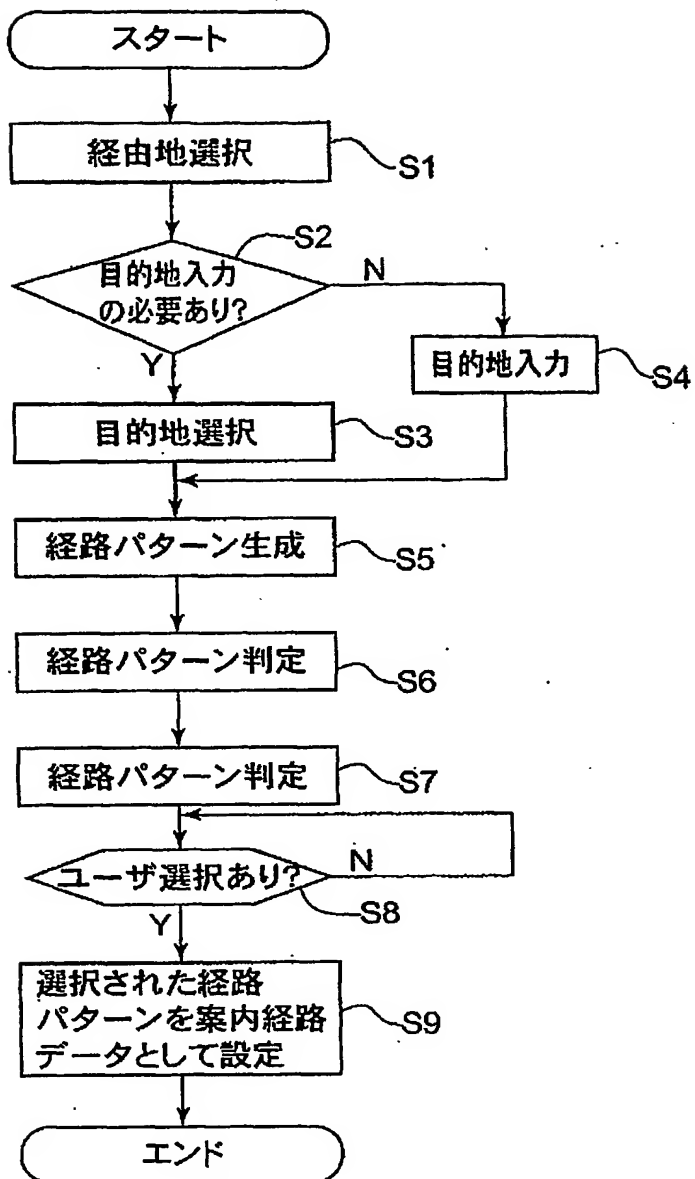 スタート
経由地選択
S1
S2
目的地入力
の必要あり?
N
Y
目的地入力
S4
目的地選択
S3
経路パターン生成
S5
経路パターン判定
S6
経路パターン判定
S7
ユーザ選択あり?
N
S8
Y
選択された経路
パターンを案内経路
データとして設定
S9
エンド